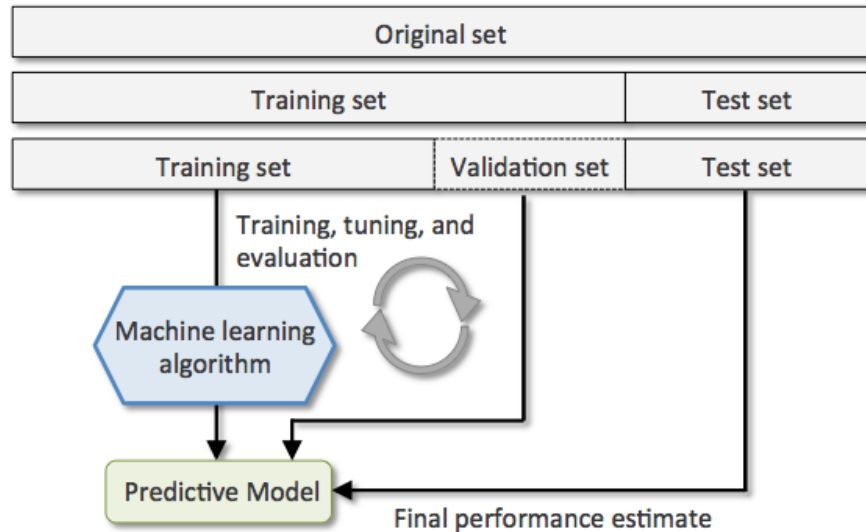 Original set
Training set
Test set
Training set
Validation set
Test set
Training, tuning, and
evaluation
Machine learning
algorithm
Predictive Model
Final performance estimate